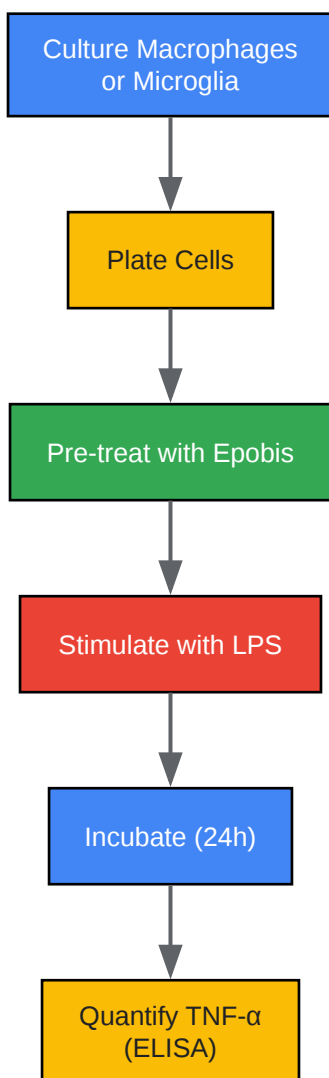 Culture Macrophages
or Microglia
Plate Cells
Pre-treat with Epobis
Stimulate with LPS
Incubate (24h)
Quantify TNF-α
(ELISA)